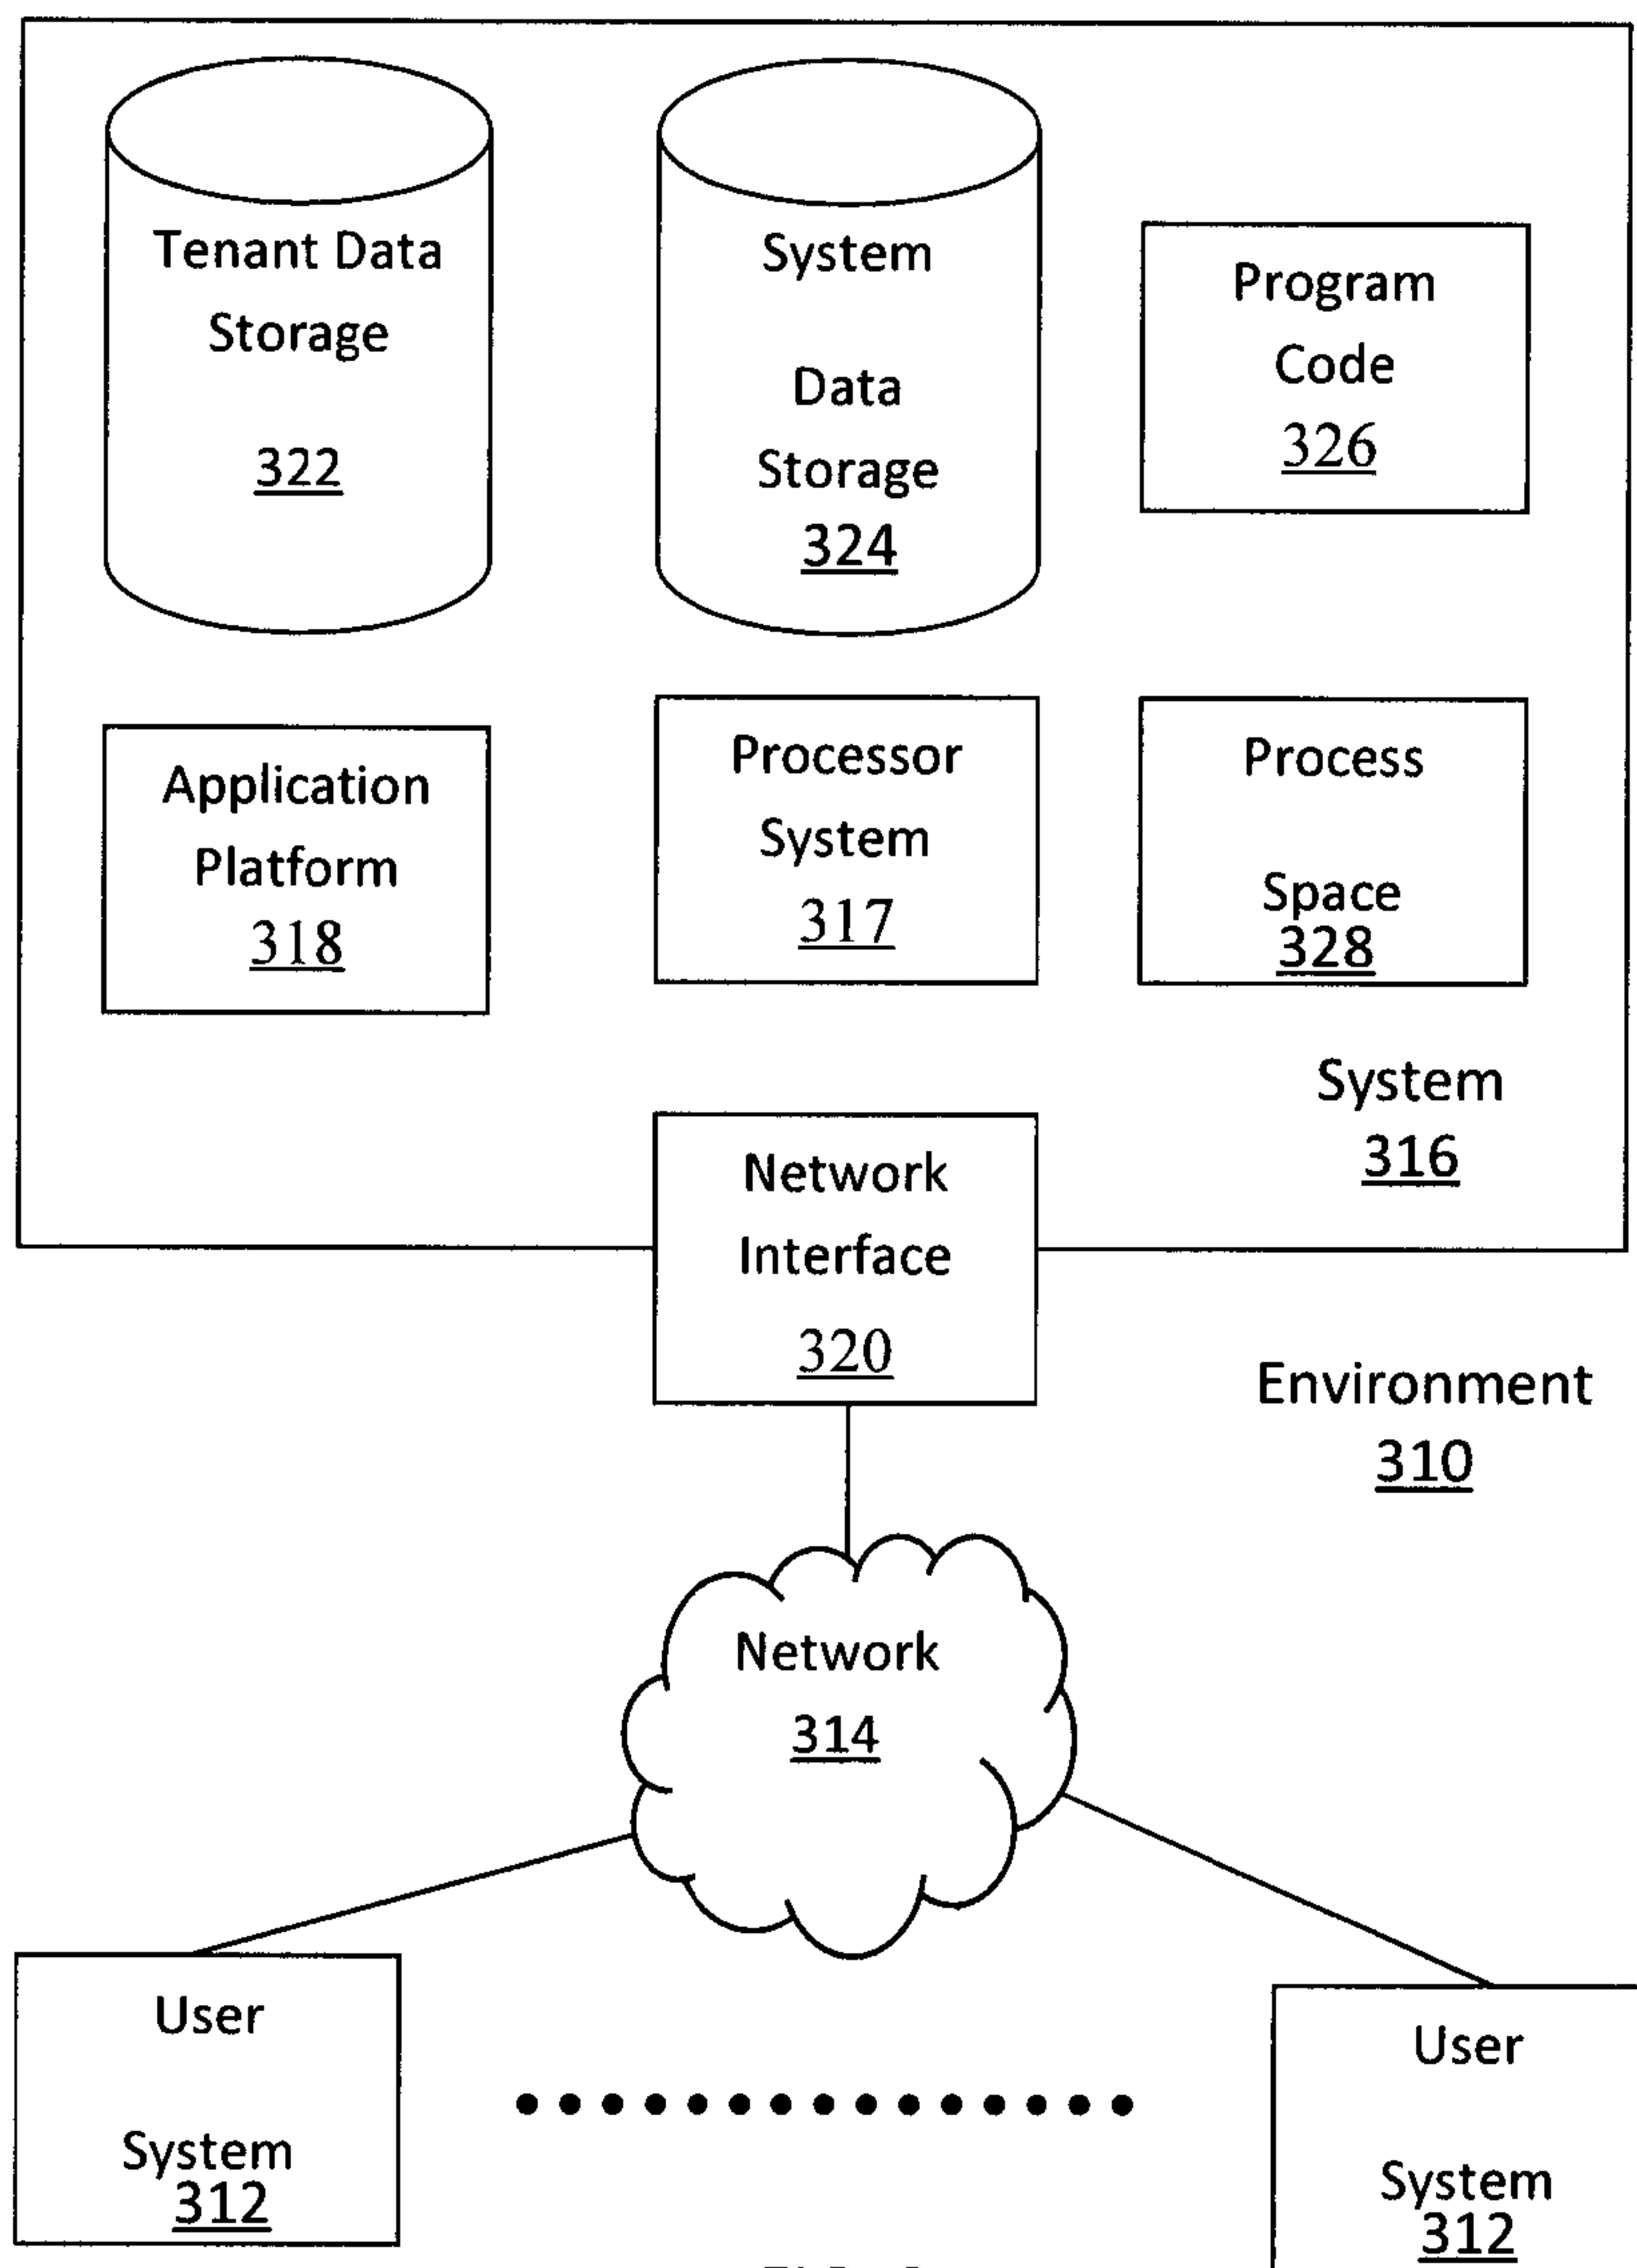 Tenant Data
Storage
322
System
Data
Storage
324
Program
Code
326
Application
Platform
318
Processor
System
317
Process
Space
328
System
316
Network
Interface
320
Environment
310
Network
314
User
System
312
User
System
312